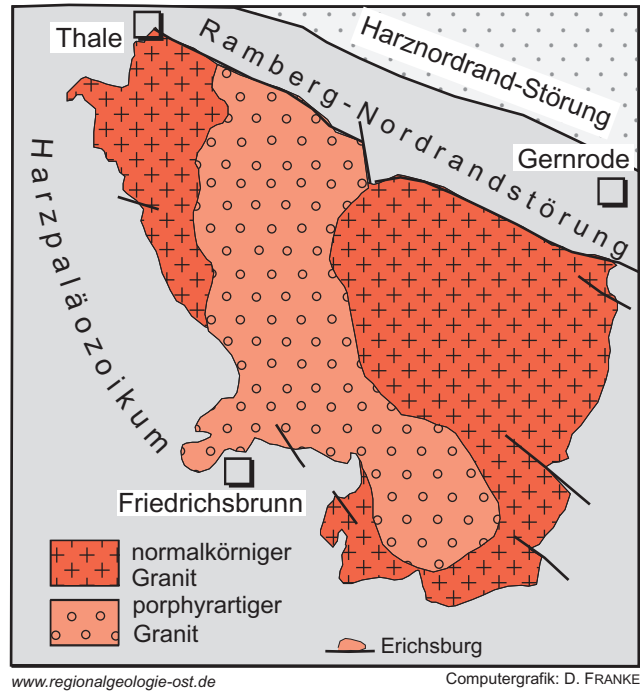 Thale
Ramberg-Nordrandstörung
Harznordrand-Störung
Gernrode
Harzpaläozoikum
Friedrichsbrunn
normalkörniger
Granit
porphyrartiger
Granit
Erichsburg
www.regionalgeologie-ost.de
Computergrafik: D. FRANKE